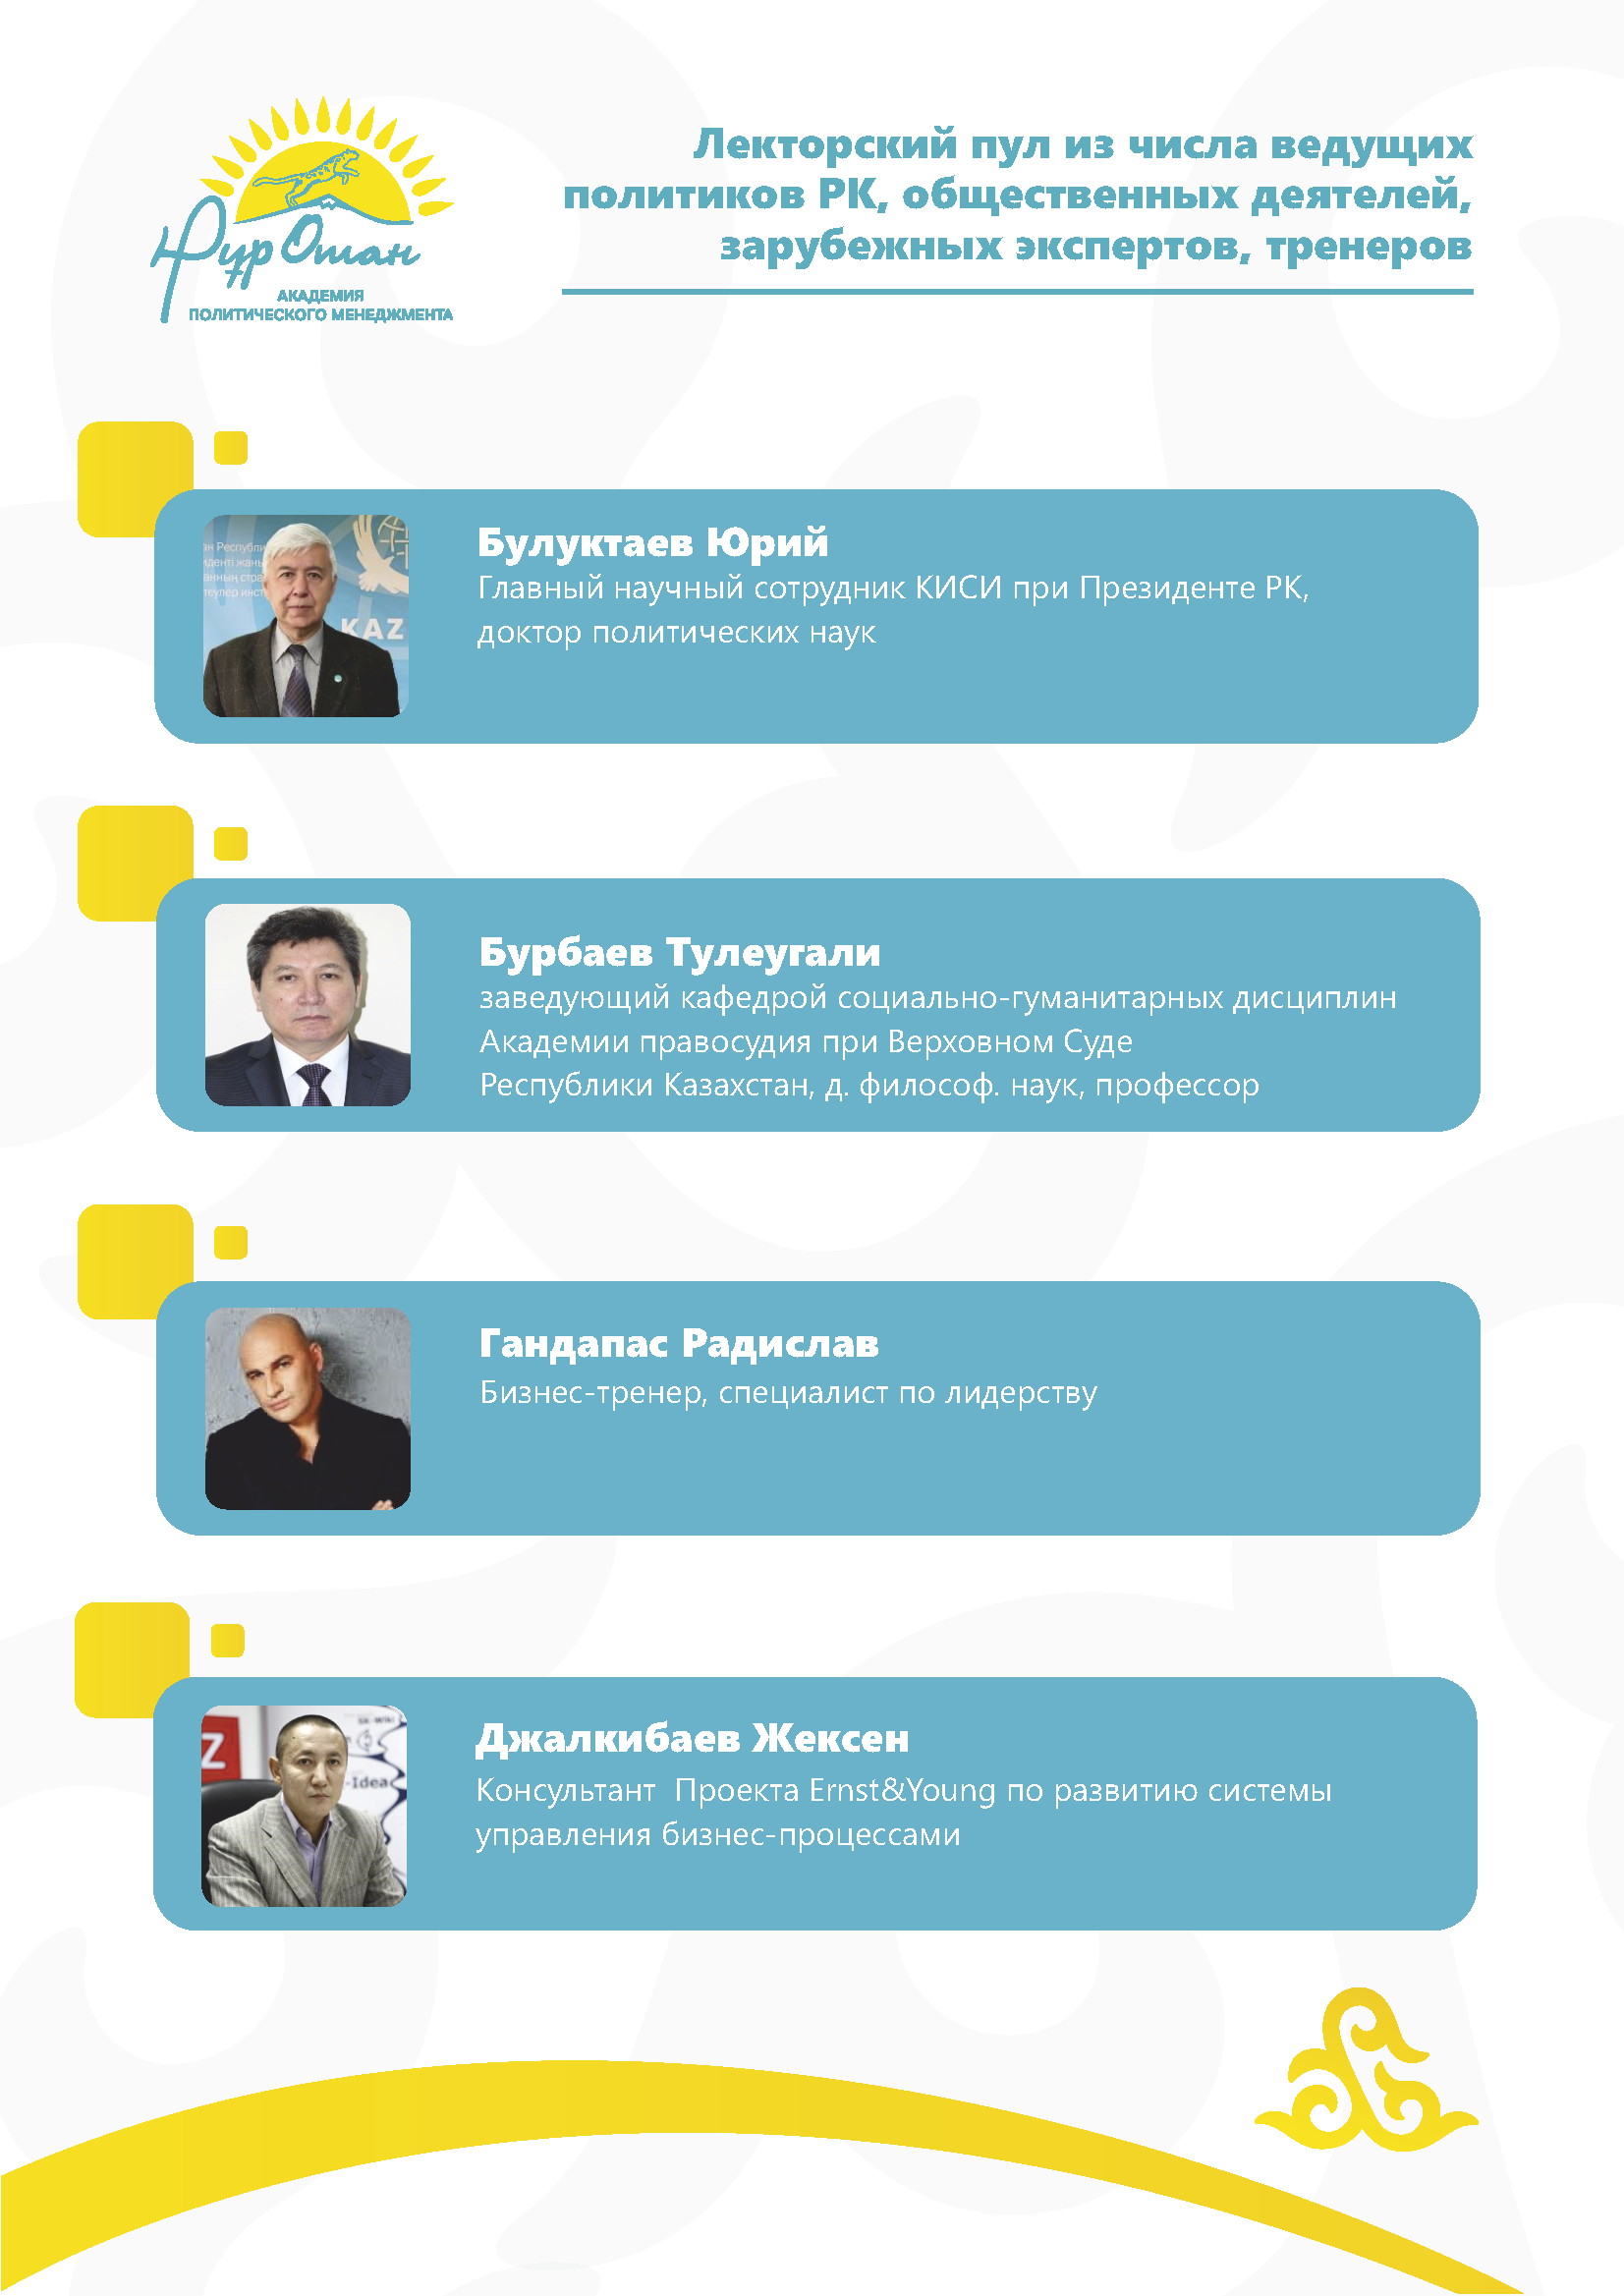 Нұр Отан
АКАДЕМИЯ
ПОЛИТИЧЕСКОГО МЕНЕДЖМЕНТА
Лекторский пул из числа ведущих
политиков РК, общественных деятелей,
зарубежных экспертов, тренеров
KAZ
Булуктаев Юрий
Главный научный сотрудник КИСИ при Президенте РК,
доктор политических наук
Бурбаев Тулеугали
заведующий кафедрой социально-гуманитарных дисциплин
Академии правосудия при Верховном Суде
Республики Казахстан, д. философ. наук, профессор
Гандапас Радислав
Бизнес-тренер, специалист по лидерству
Z
-Idea
Джалкибаев Жексен
Консультант  Проекта Ernst&Young по развитию системы
управления бизнес-процессами